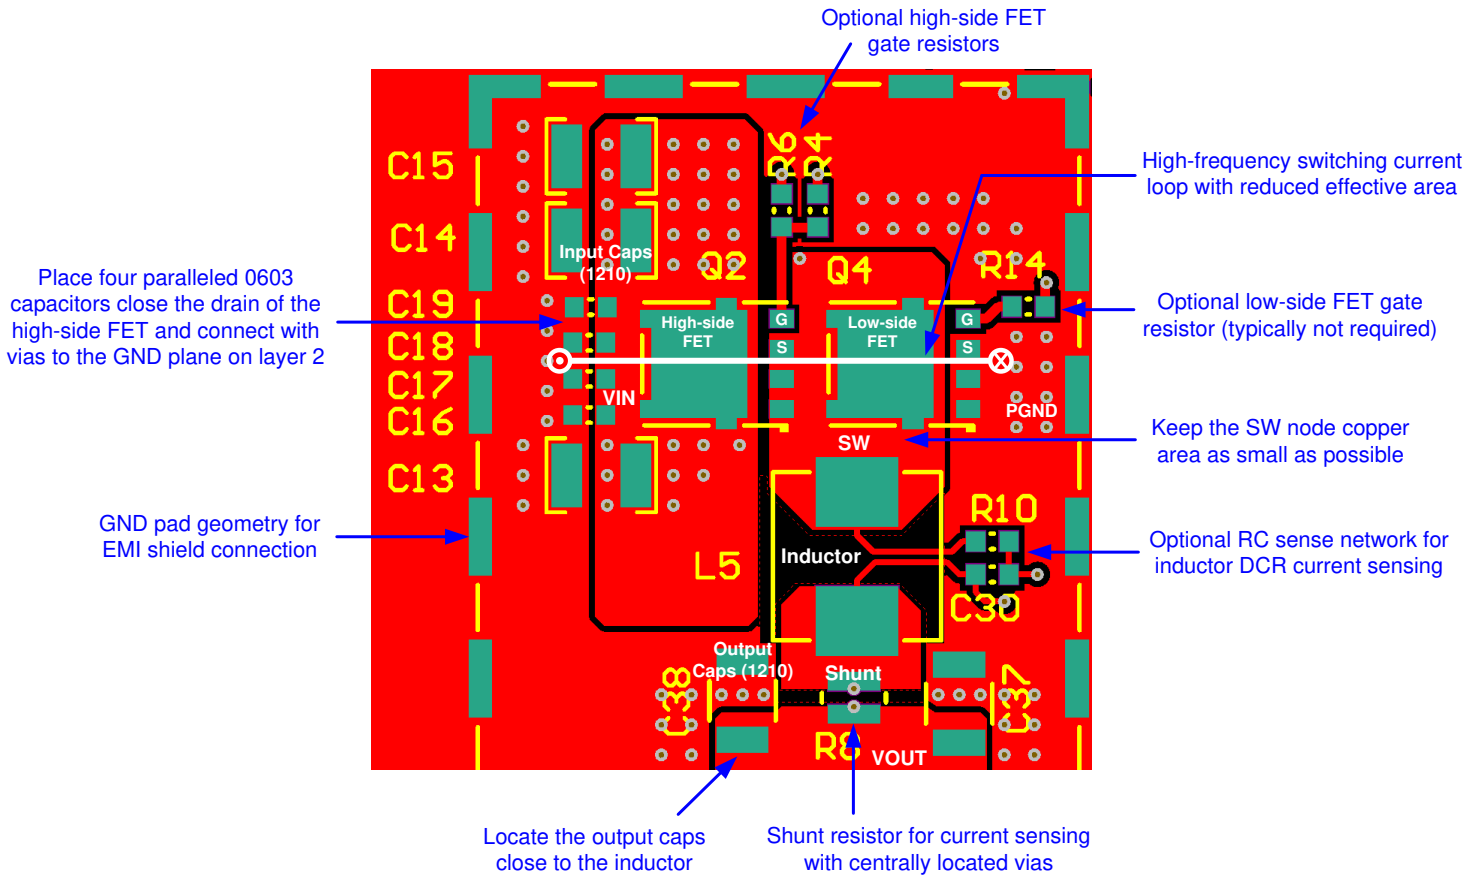 Optional high-side FET
gate resistors
R6
R4
C15
C14
Input Caps
(1210)
Q2
Q4
R14
High-frequency switching current
loop with reduced effective area
Place four paralleled 0603
capacitors close the drain of the
high-side FET and connect with
vias to the GND plane on layer 2
C19
C18
C17
C16
C13
High-side
FET
G
S
Low-side
FET
G
S
Optional low-side FET gate
resistor (typically not required)
VIN
PGND
SW
Keep the SW node copper
area as small as possible
GND pad geometry for
EMI shield connection
R10
Inductor
L5
Optional RC sense network for
inductor DCR current sensing
C30
Output
Caps (1210)
Shunt
C38
C37
R8
VOUT
Locate the output caps
close to the inductor
Shunt resistor for current sensing
with centrally located vias